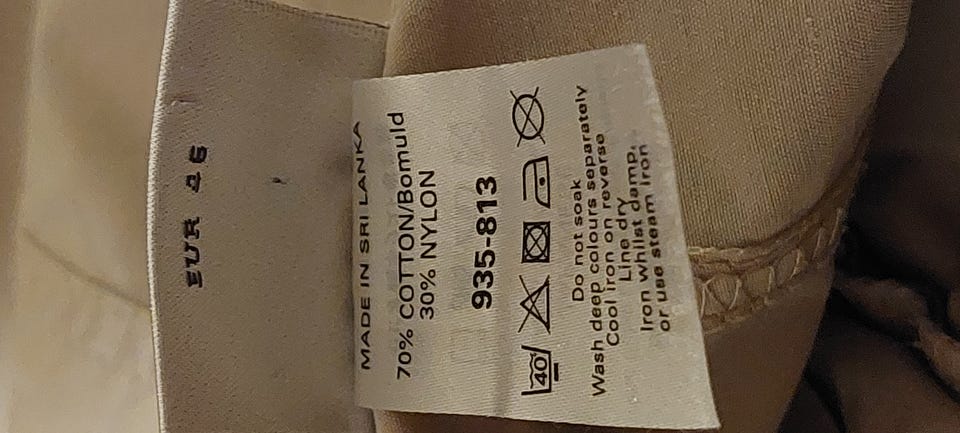 EUR 46
MADE IN SRI LANKA
70% COTTON/Bomuld
30% NYLON
935-813
40
Do not soak
Wash deep colours separately
Cool iron on reverse
Line dry
Iron whilst damp,
or use steam iron